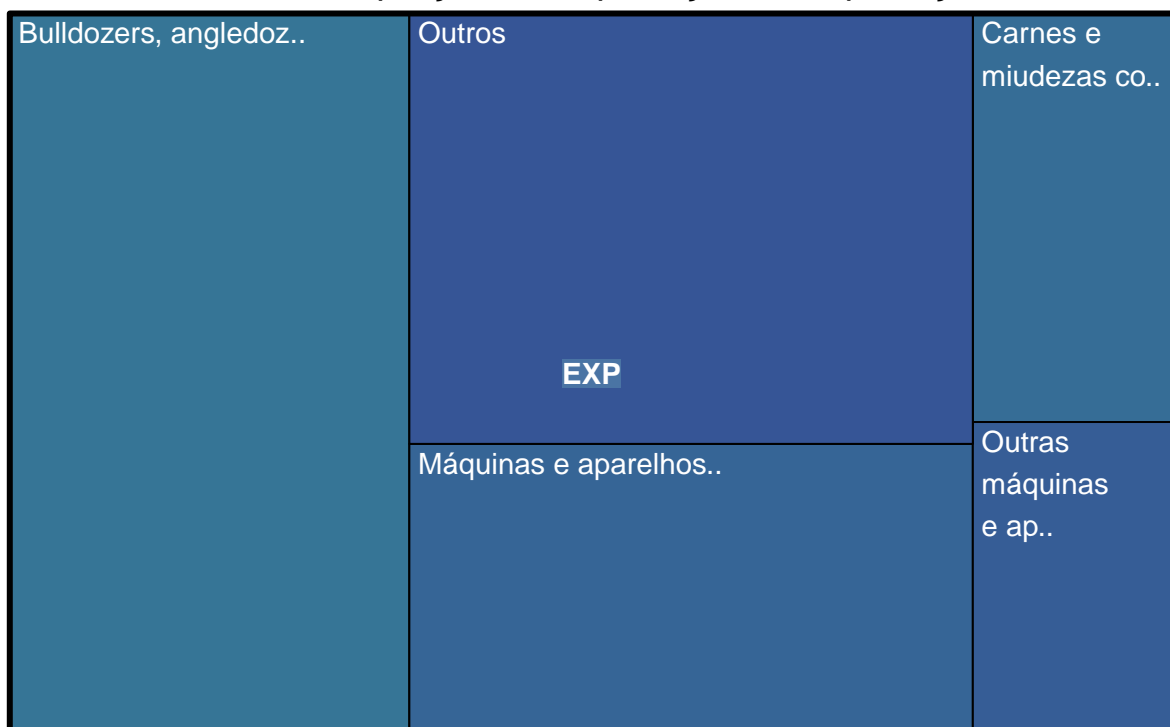 Bulldozers, angledoz..
Outros
Carnes e
miudezas co..
EXP
Máquinas e aparelhos..
Outras
máquinas
e ap..